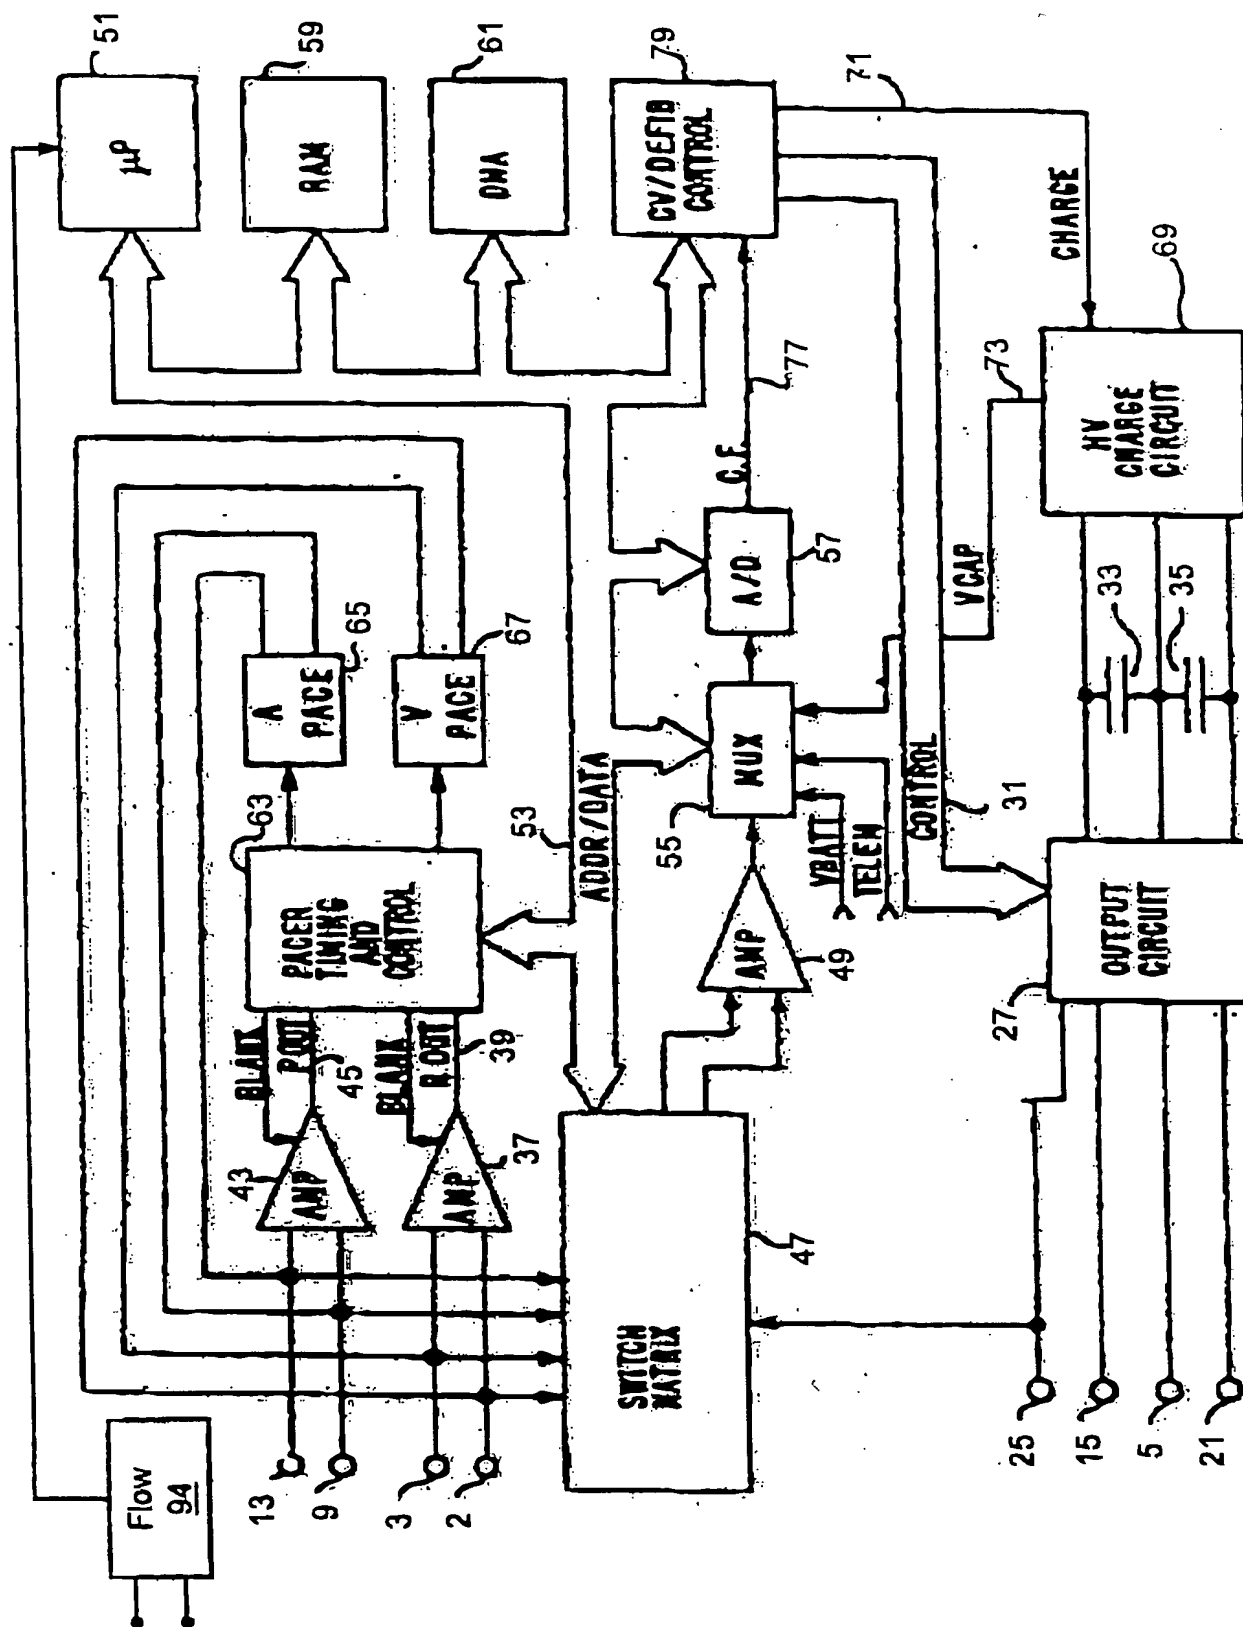 51
µP
59
RAM
61
DMA
79
CV/DEFIB
CONTROL
71
CHARGE
69
HV
CHARGE
CIRCUIT
73
VCAP
33
35
77
C.F.
A/D
57
65
A
PACE
67
V
PACE
63
PACER
TIMING
AND
CONTROL
53
ADDR/DATA
55
MUX
VBATT
TELEM
CONTROL
31
AMP
49
27
OUTPUT
CIRCUIT
BLANK
P OUT
45
BLANK
R OUT
39
43
AMP
37
AMP
47
SWITCH
MATRIX
Flow
94
13
9
3
2
25
15
5
21